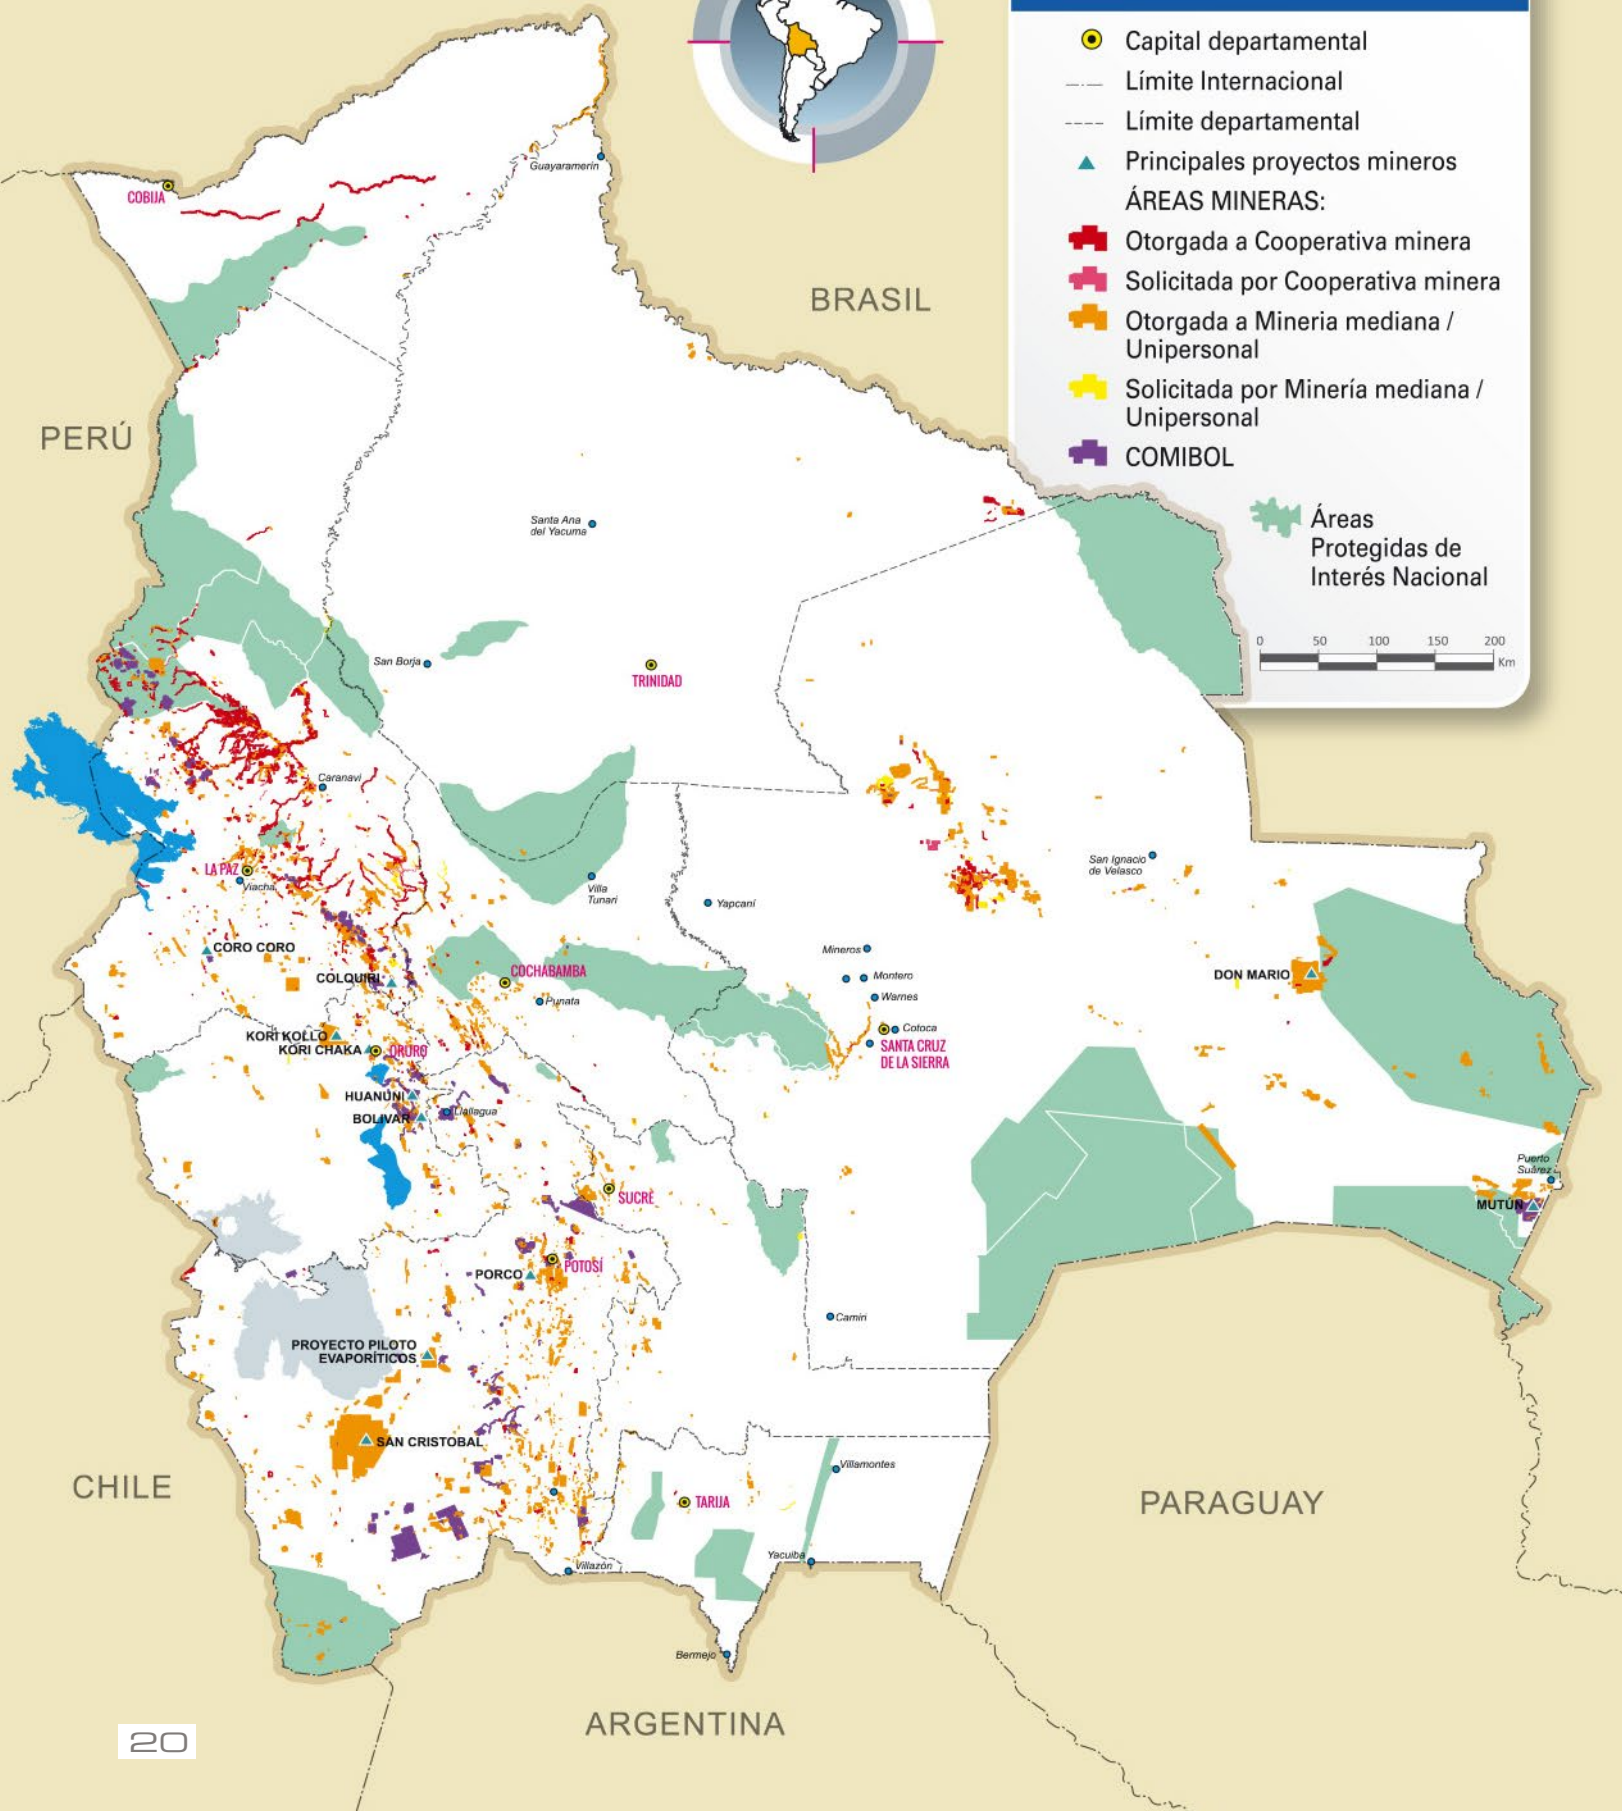 Capital departamental
Límite Internacional
Límite departamental
Principales proyectos mineros
ÁREAS MINERAS:
Otorgada a Cooperativa minera
Solicitada por Cooperativa minera
Otorgada a Mineria mediana /
Unipersonal
Solicitada por Minería mediana /
Unipersonal
COMIBOL
Áreas
Protegidas de
Interés Nacional
0 50 100 150 200
Km
Guayaramerín
COBIJA
BRASIL
PERÚ
Santa Ana
del Yacuma
San Borja
TRINIDAD
Caranavi
LA PAZ
Viacha
Villa
Tunari
Yapcaní
San Ignacio
de Velasco
CORO CORO
COLQUIRI
COCHABAMBA
Punata
Mineros
Montero
Warnes
Cotoca
SANTA CRUZ
DE LA SIERRA
DON MARIO
KORI KOLLO
KORI CHAKA
ORURO
HUANUNI
BOLIVAR
Llallagua
SUCRE
Puerto
Suárez
MUTÚN
PORCO
POTOSÍ
Camiri
PROYECTO PILOTO
EVAPORÍTICOS
SAN CRISTOBAL
Villamontes
CHILE
TARIJA
PARAGUAY
Yacuiba
Villazón
Bermejo
ARGENTINA
20